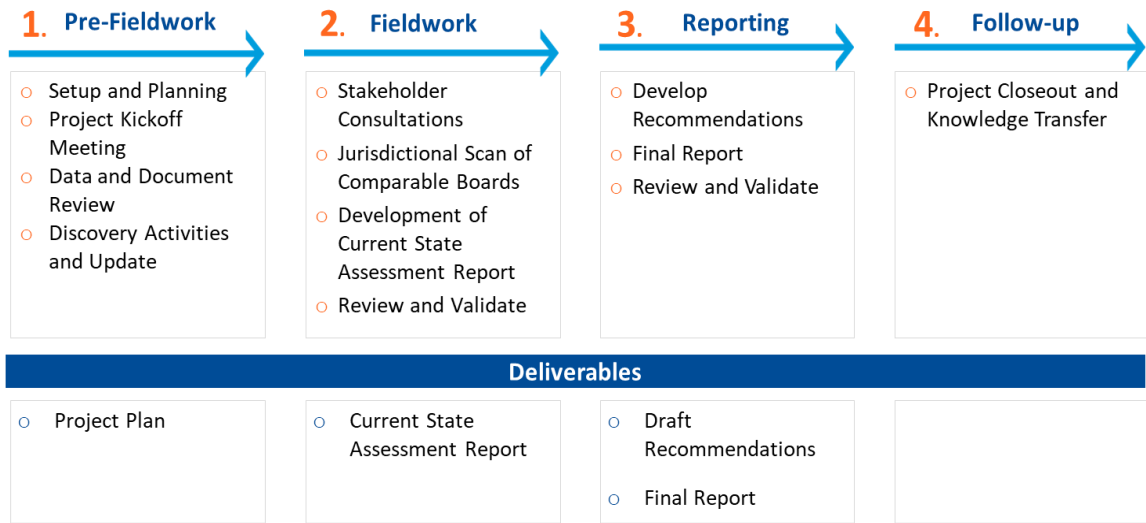 1. Pre-Fieldwork
Setup and Planning
Project Kickoff
Meeting
Data and Document
Review
Discovery Activities
and Update
2. Fieldwork
Stakeholder
Consultations
Jurisdictional Scan of
Comparable Boards
Development of
Current State
Assessment Report
Review and Validate
3. Reporting
Develop
Recommendations
Final Report
Review and Validate
4. Follow-up
Project Closeout and
Knowledge Transfer
Deliverables
Project Plan
Current State
Assessment Report
Draft
Recommendations
Final Report